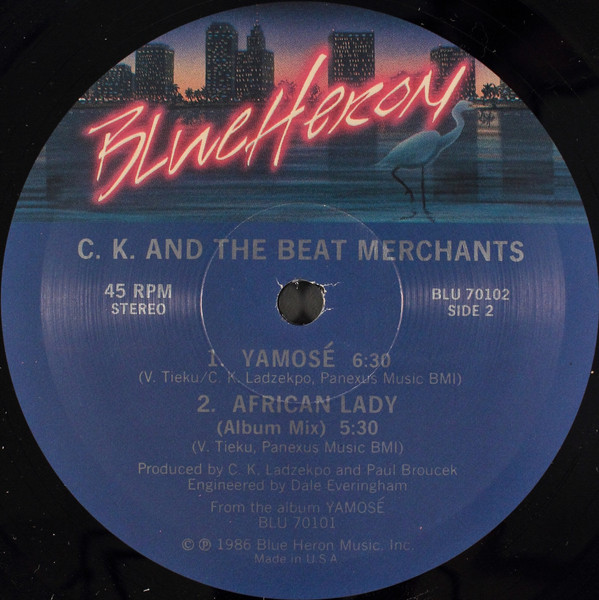 Blue Heron
C. K. AND THE BEAT MERCHANTS
45 RPM
STEREO
BLU 70102
SIDE 2
1. YAMOSÉ 6:30
(V. Tieku/C. K. Ladzekpo, Panexus Music BMI)
2. AFRICAN LADY
(Album Mix) 5:30
(V. Tieku, Panexus Music BMI)
Produced by C. K. Ladzekpo and Paul Broucek
Engineered by Dale Everingham
From the album YAMOSÉ
BLU 70101
© ℗ 1986 Blue Heron Music, Inc.
Made in U.S.A